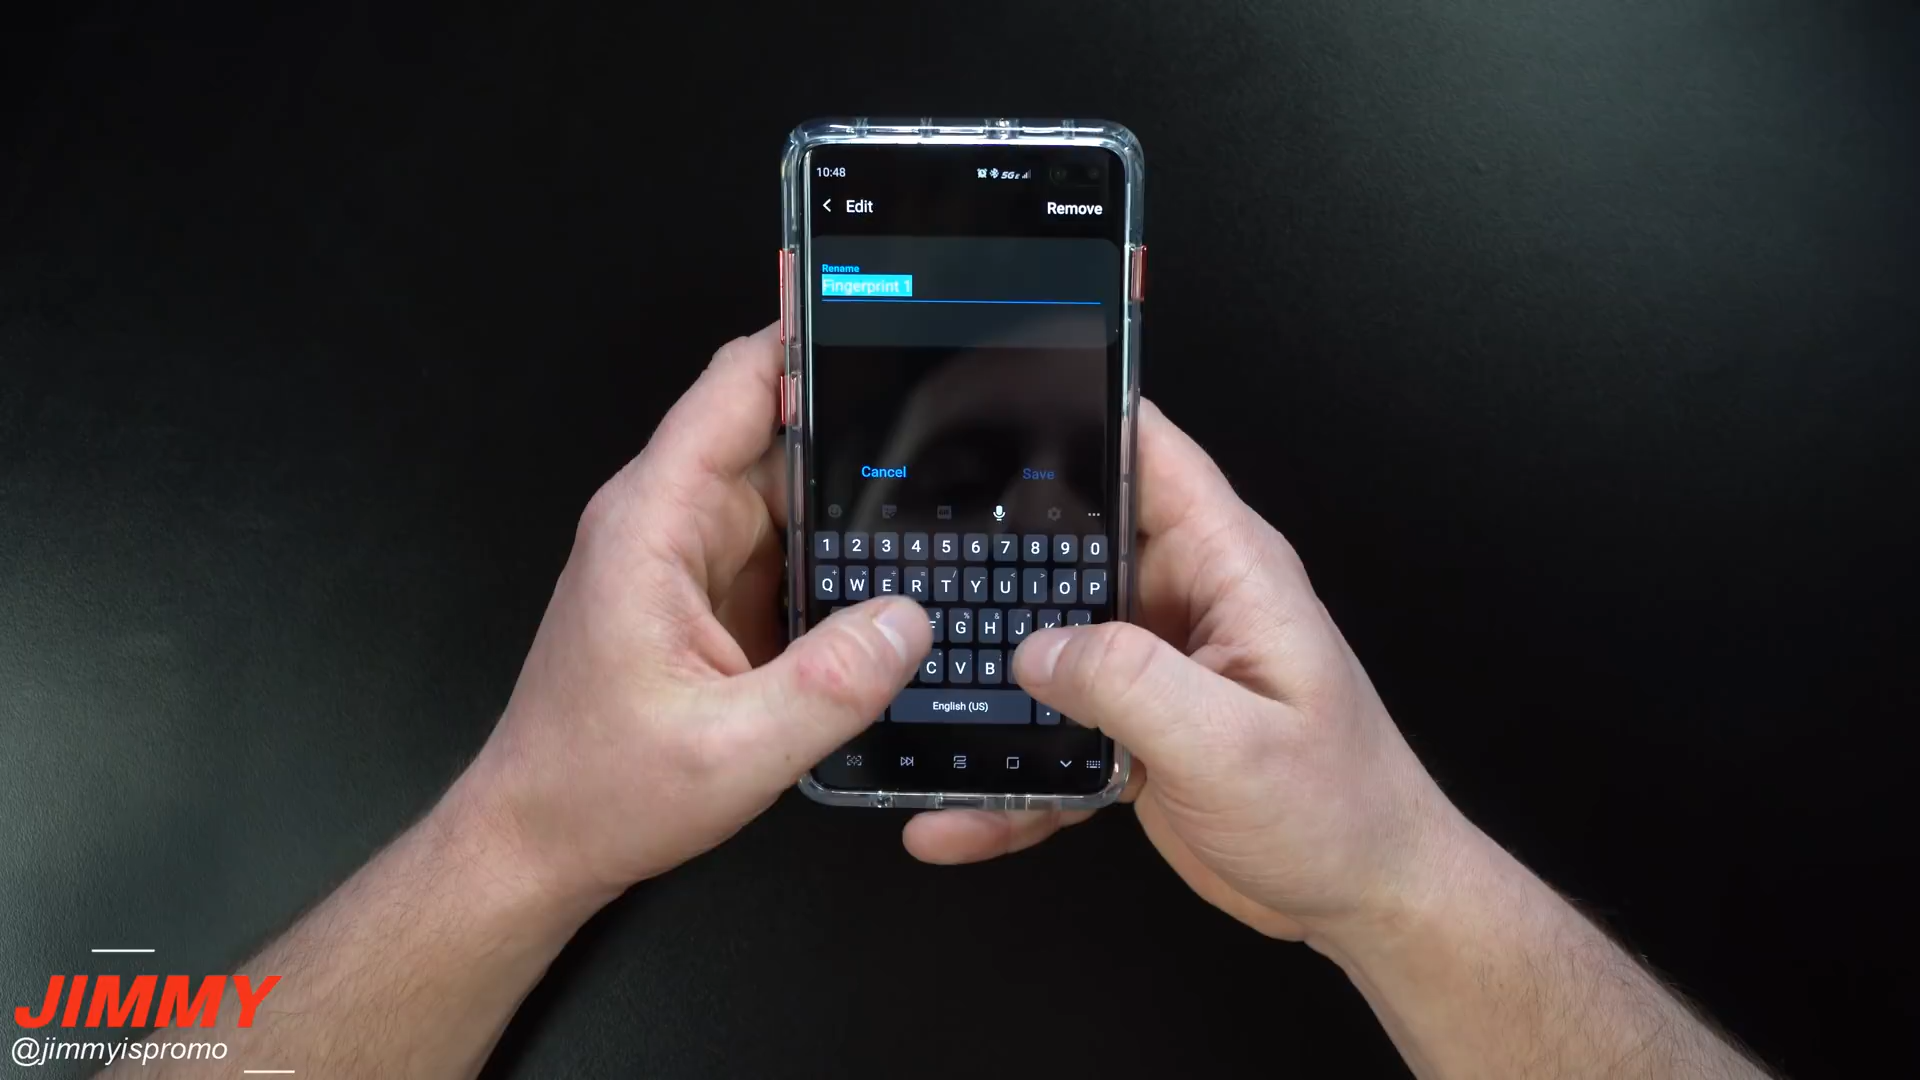 10:48 5GE
Edit Remove
Rename
Fingerprint 1
Cancel Save
1 2 3 4 5 6 7 8 9 0
Q W E R T Y U I O P
F G H J K
C V B
English (US) .
JIMMY
@jimmyispromo